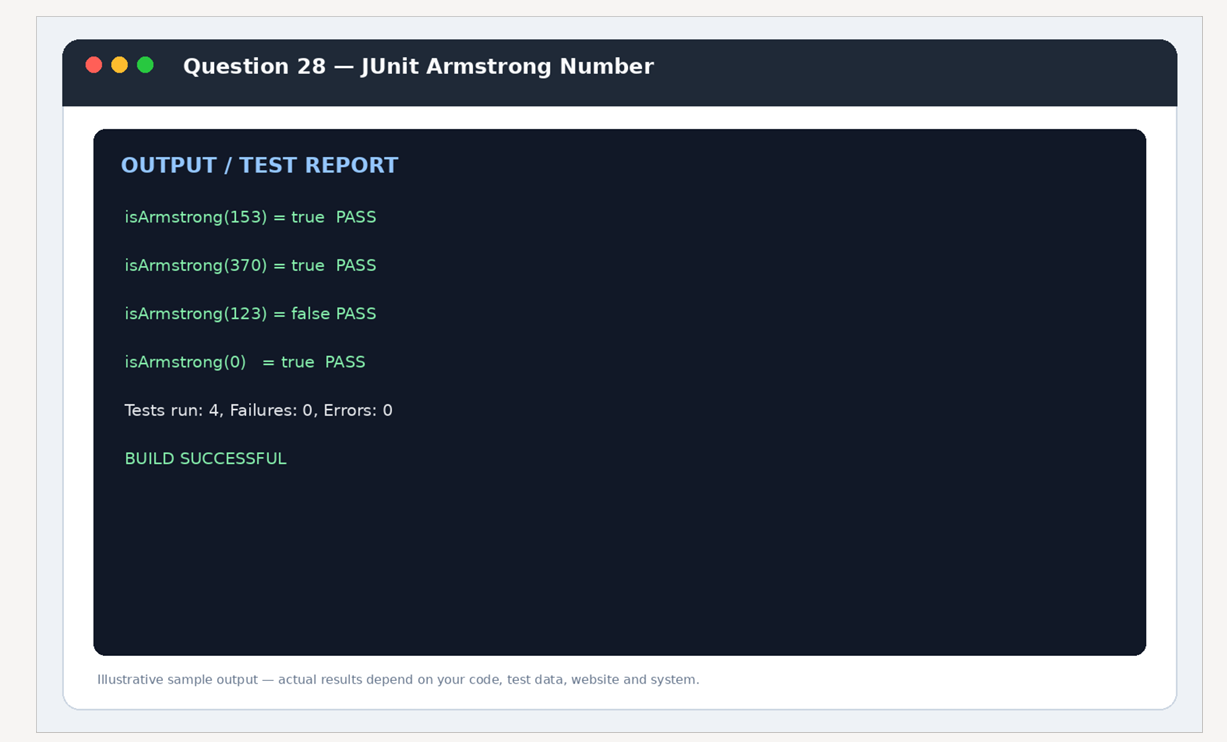 Question 28 — JUnit Armstrong Number
OUTPUT / TEST REPORT
isArmstrong(153) = true  PASS
isArmstrong(370) = true  PASS
isArmstrong(123) = false PASS
isArmstrong(0)   = true  PASS
Tests run: 4, Failures: 0, Errors: 0
BUILD SUCCESSFUL
Illustrative sample output — actual results depend on your code, test data, website and system.